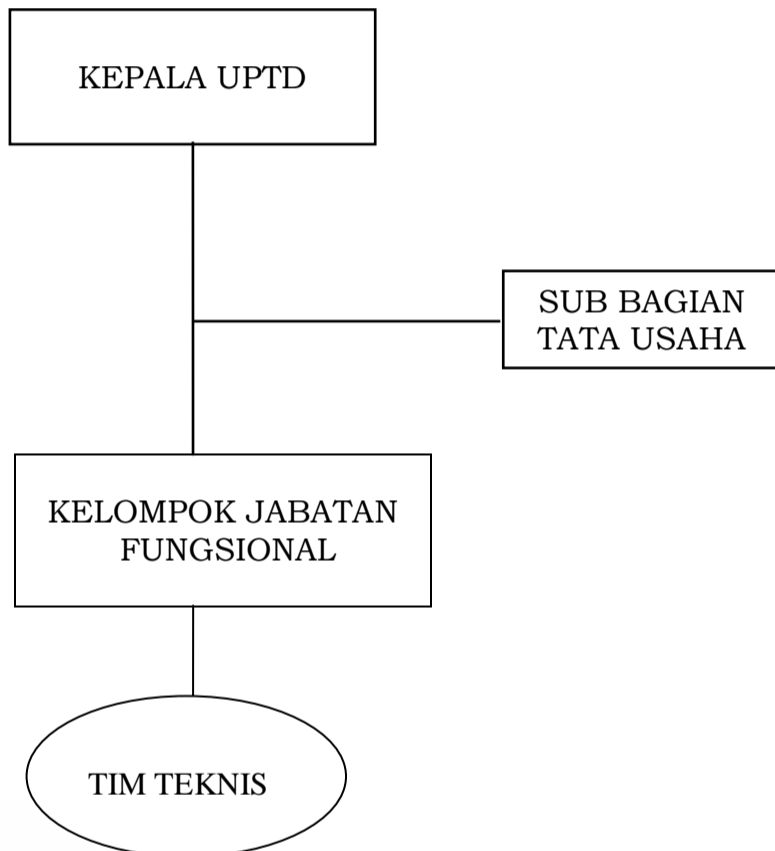 KEPALA UPTD
SUB BAGIAN
TATA USAHA
KELOMPOK JABATAN
FUNGSIONAL
TIM TEKNIS